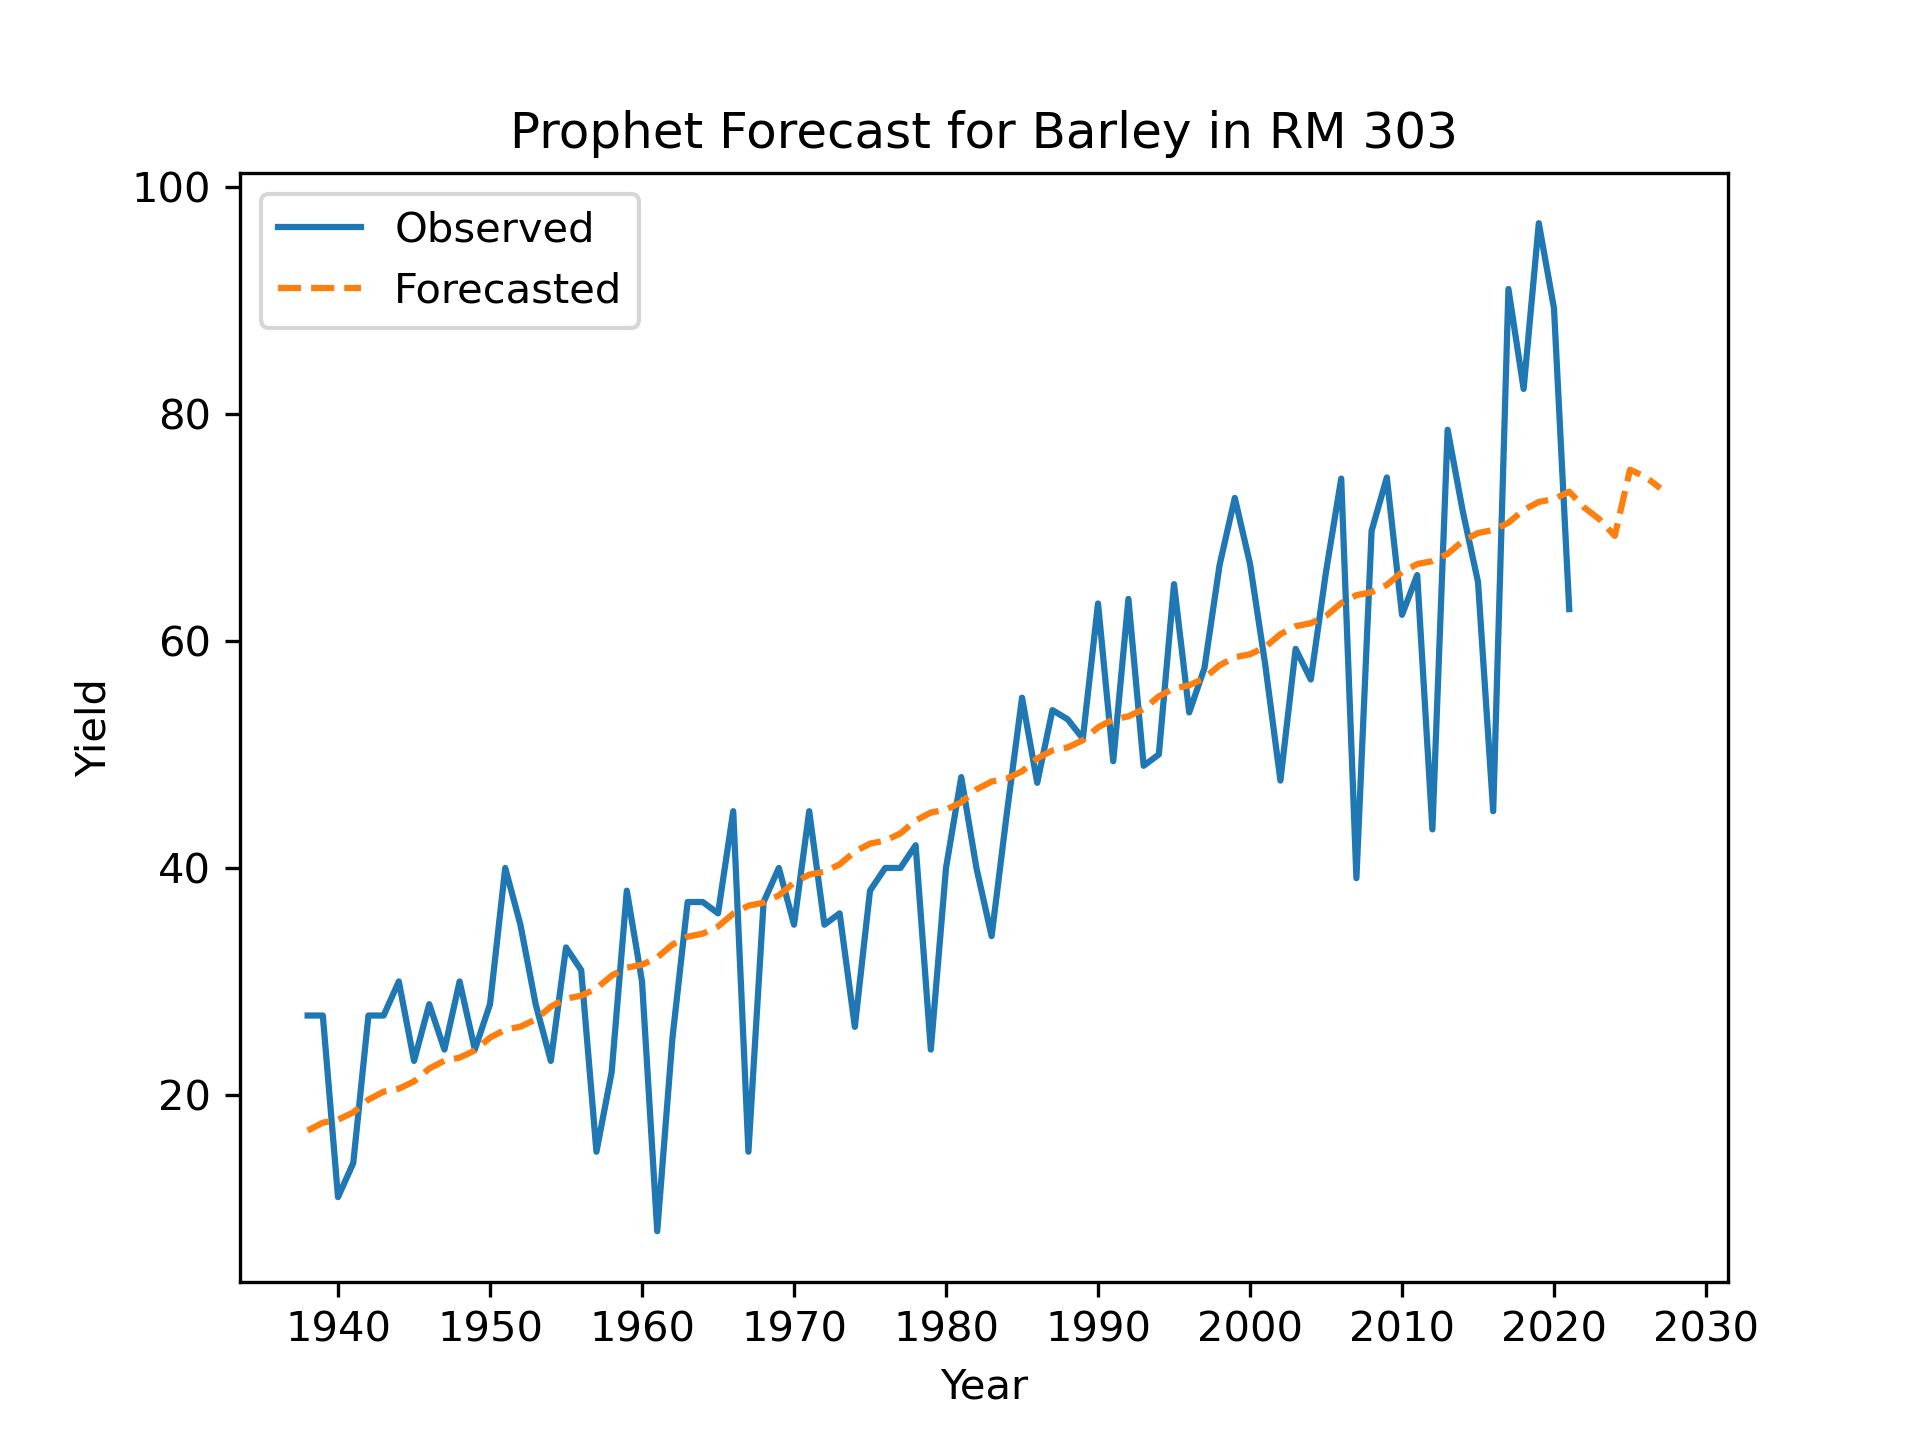 Prophet Forecast for Barley in RM 303
100
80
60
40
20
Observed
Forecasted
Yield
1940 1950 1960 1970 1980 1990 2000 2010 2020 2030
Year